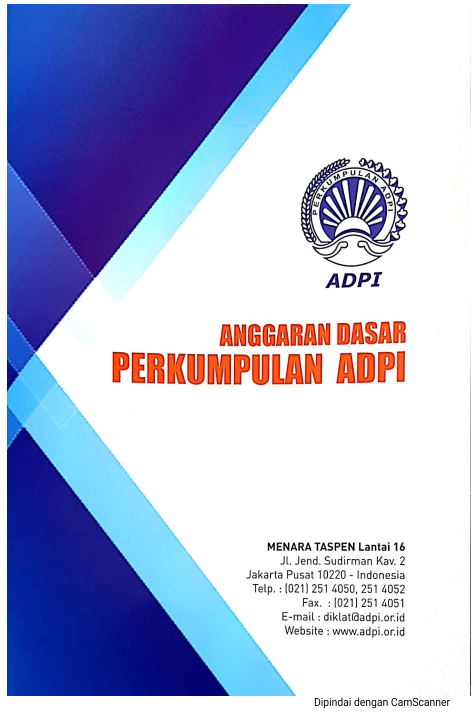 PERKUMPULAN ADPI
ADPI
ANGGARAN DASAR
PERKUMPULAN ADPI
MENARA TASPEN Lantai 16
Jl. Jend. Sudirman Kav. 2
Jakarta Pusat 10220 - Indonesia
Telp. : (021) 251 4050, 251 4052
Fax. : (021) 251 4051
E-mail : diklat@adpi.or.id
Website : www.adpi.or.id
Dipindai dengan CamScanner